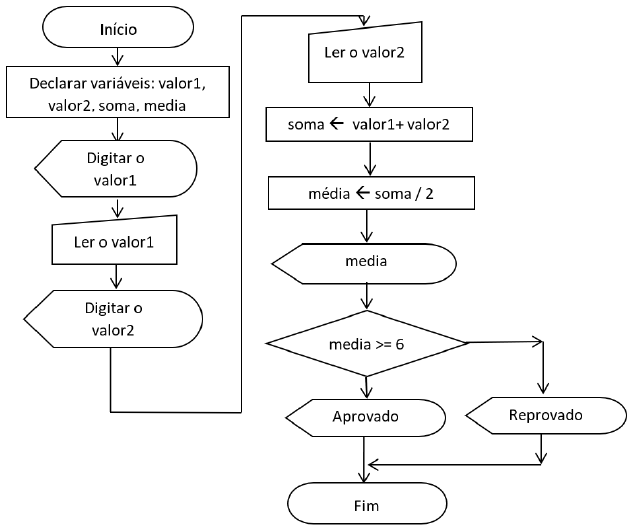 Início
Declarar variáveis: valor1,
valor2, soma, media
Digitar o
valor1
Ler o valor1
Digitar o
valor2
Ler o valor2
soma ← valor1+ valor2
média ← soma / 2
media
media >= 6
Aprovado
Reprovado
Fim